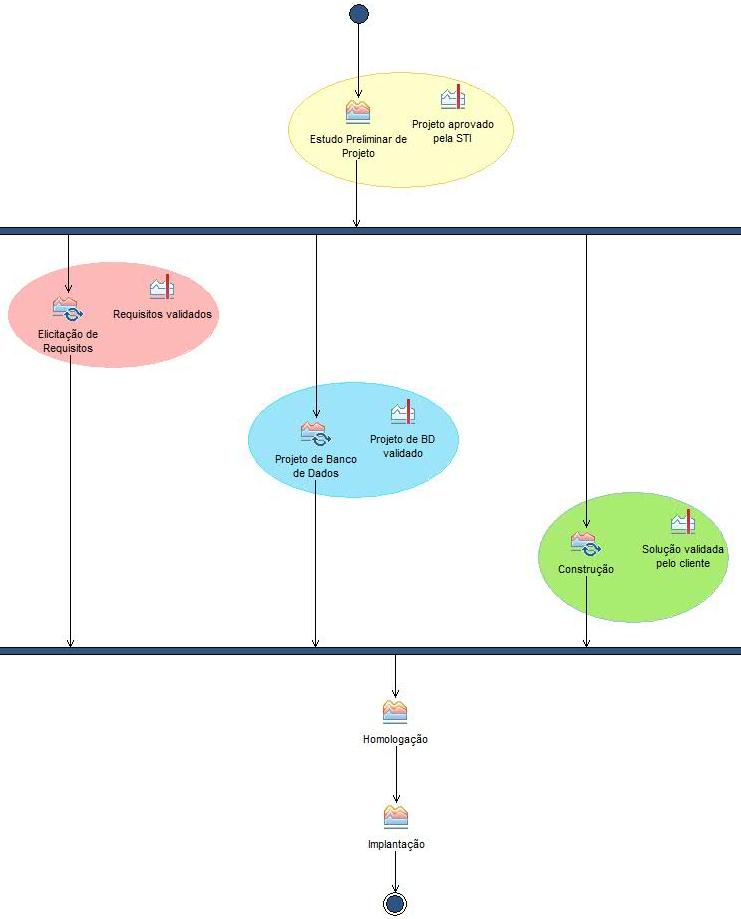 Estudo Preliminar de
Projeto
Projeto aprovado
pela STI
Elicitação de
Requisitos
Requisitos validados
Projeto de Banco
de Dados
Projeto de BD
validado
Construção
Solução validada
pelo cliente
Homologação
Implantação